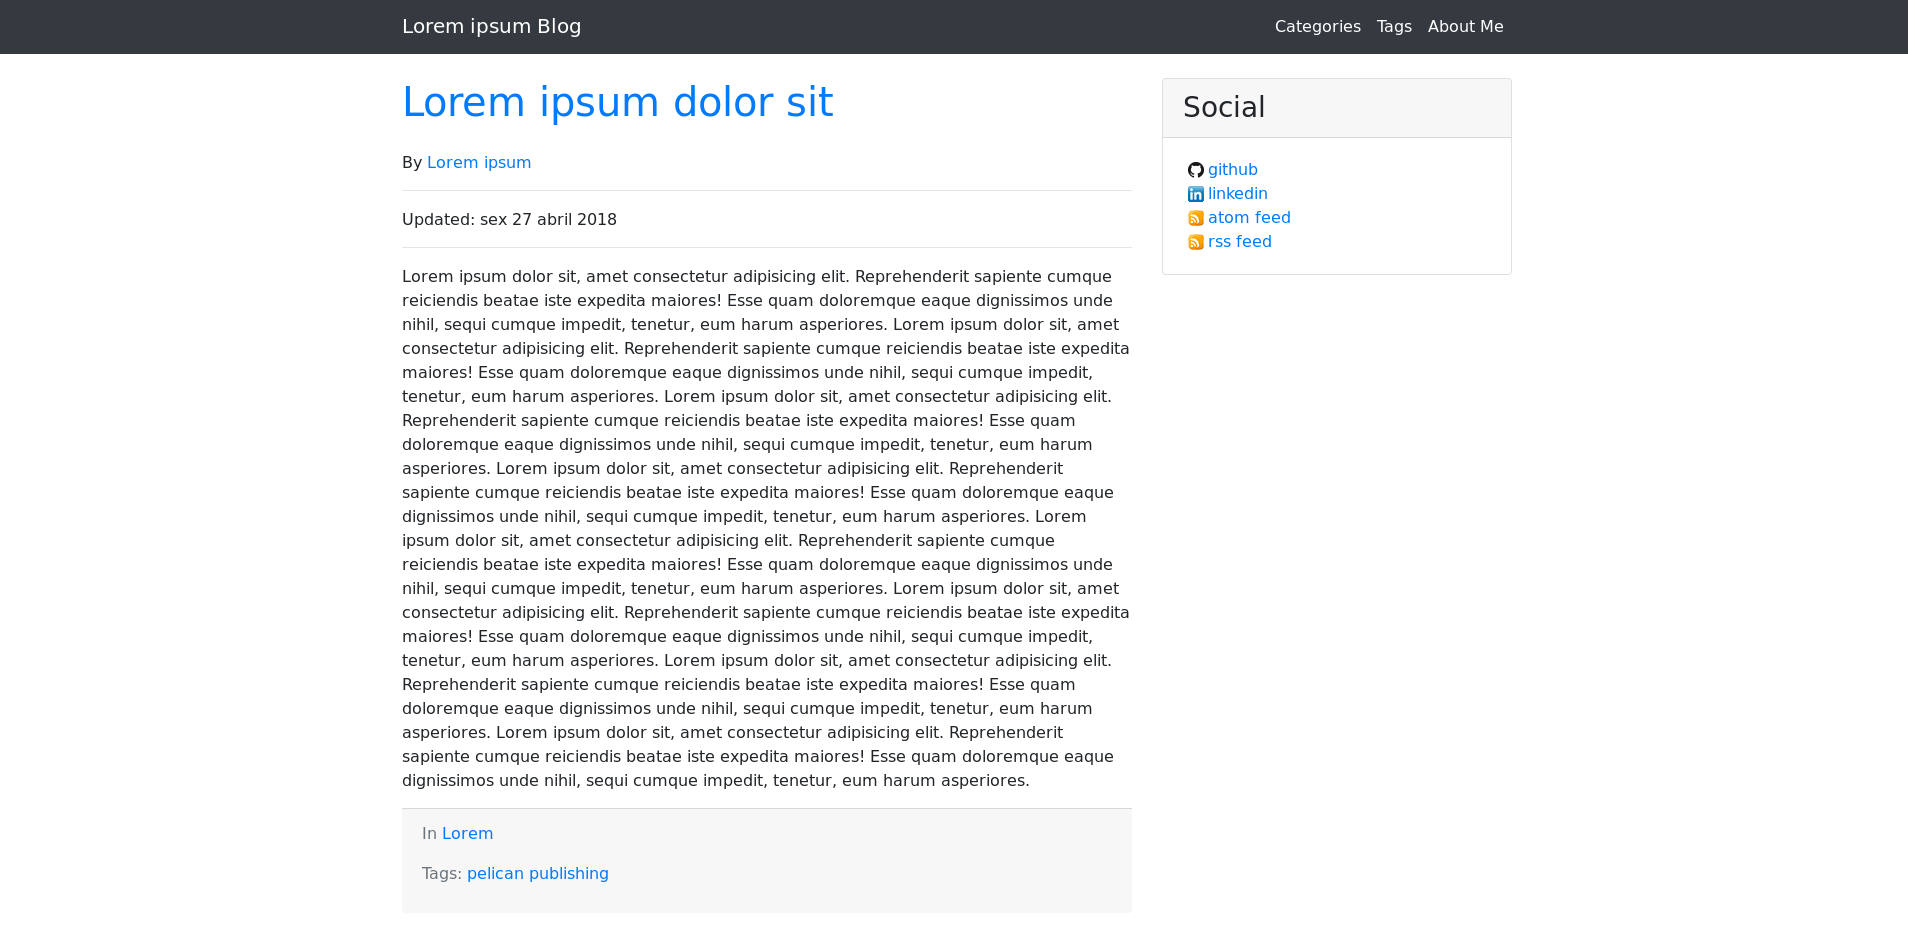 Lorem ipsum Blog
Categories Tags About Me
Lorem ipsum dolor sit
By Lorem ipsum
Updated: sex 27 abril 2018
Lorem ipsum dolor sit, amet consectetur adipisicing elit. Reprehenderit sapiente cumque
reiciendis beatae iste expedita maiores! Esse quam doloremque eaque dignissimos unde
nihil, sequi cumque impedit, tenetur, eum harum asperiores. Lorem ipsum dolor sit, amet
consectetur adipisicing elit. Reprehenderit sapiente cumque reiciendis beatae iste expedita
maiores! Esse quam doloremque eaque dignissimos unde nihil, sequi cumque impedit,
tenetur, eum harum asperiores. Lorem ipsum dolor sit, amet consectetur adipisicing elit.
Reprehenderit sapiente cumque reiciendis beatae iste expedita maiores! Esse quam
doloremque eaque dignissimos unde nihil, sequi cumque impedit, tenetur, eum harum
asperiores. Lorem ipsum dolor sit, amet consectetur adipisicing elit. Reprehenderit
sapiente cumque reiciendis beatae iste expedita maiores! Esse quam doloremque eaque
dignissimos unde nihil, sequi cumque impedit, tenetur, eum harum asperiores. Lorem
ipsum dolor sit, amet consectetur adipisicing elit. Reprehenderit sapiente cumque
reiciendis beatae iste expedita maiores! Esse quam doloremque eaque dignissimos unde
nihil, sequi cumque impedit, tenetur, eum harum asperiores. Lorem ipsum dolor sit, amet
consectetur adipisicing elit. Reprehenderit sapiente cumque reiciendis beatae iste expedita
maiores! Esse quam doloremque eaque dignissimos unde nihil, sequi cumque impedit,
tenetur, eum harum asperiores. Lorem ipsum dolor sit, amet consectetur adipisicing elit.
Reprehenderit sapiente cumque reiciendis beatae iste expedita maiores! Esse quam
doloremque eaque dignissimos unde nihil, sequi cumque impedit, tenetur, eum harum
asperiores. Lorem ipsum dolor sit, amet consectetur adipisicing elit. Reprehenderit
sapiente cumque reiciendis beatae iste expedita maiores! Esse quam doloremque eaque
dignissimos unde nihil, sequi cumque impedit, tenetur, eum harum asperiores.
In Lorem
Tags: pelican publishing
Social
github
linkedin
atom feed
rss feed